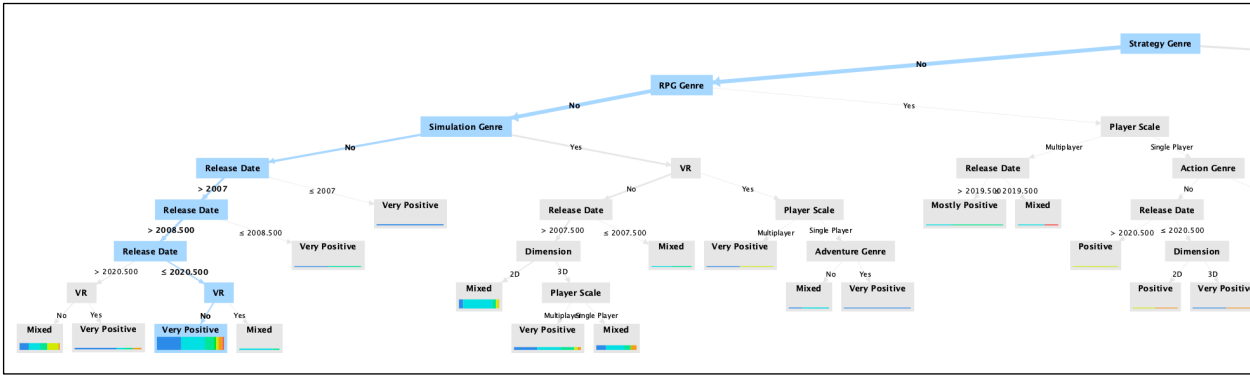 Strategy Genre
No
RPG Genre
No
Yes
Simulation Genre
Player Scale
No
Yes
Multiplayer
Single Player
Release Date
VR
Release Date
Action Genre
> 2007
≤ 2007
No
Yes
> 2019.500
≤ 2019.500
No
Release Date
Very Positive
Release Date
Player Scale
Mostly Positive
Mixed
Release Date
> 2008.500
≤ 2008.500
> 2007.500
≤ 2007.500
Multiplayer
Single Player
> 2020.500
≤ 2020.500
Release Date
Very Positive
Dimension
Mixed
Very Positive
Adventure Genre
Positive
Dimension
> 2020.500
≤ 2020.500
2D
3D
No
Yes
2D
3D
VR
VR
Mixed
Player Scale
Mixed
Very Positive
Positive
Very Positive
No
Yes
No
Yes
Multiplayer
Single Player
Mixed
Very Positive
Very Positive
Mixed
Very Positive
Mixed